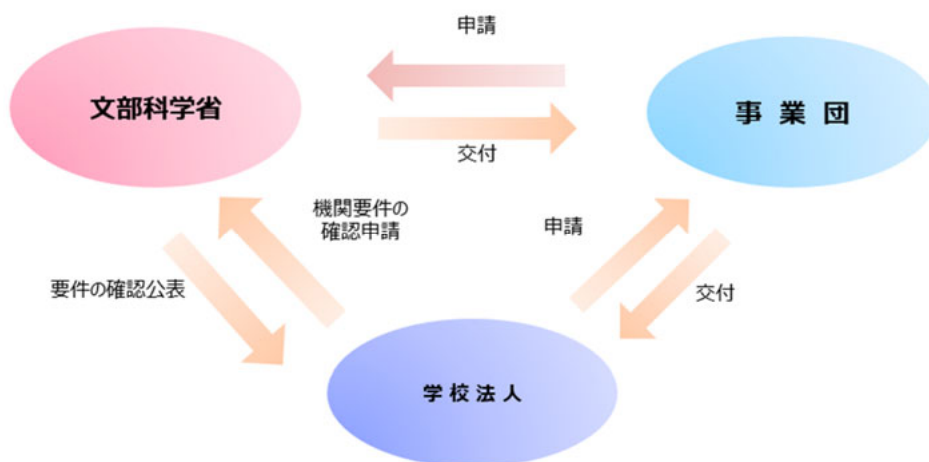 申請
文部科学省
事業団
交付
機関要件の
確認申請
申請
要件の確認公表
交付
学校法人